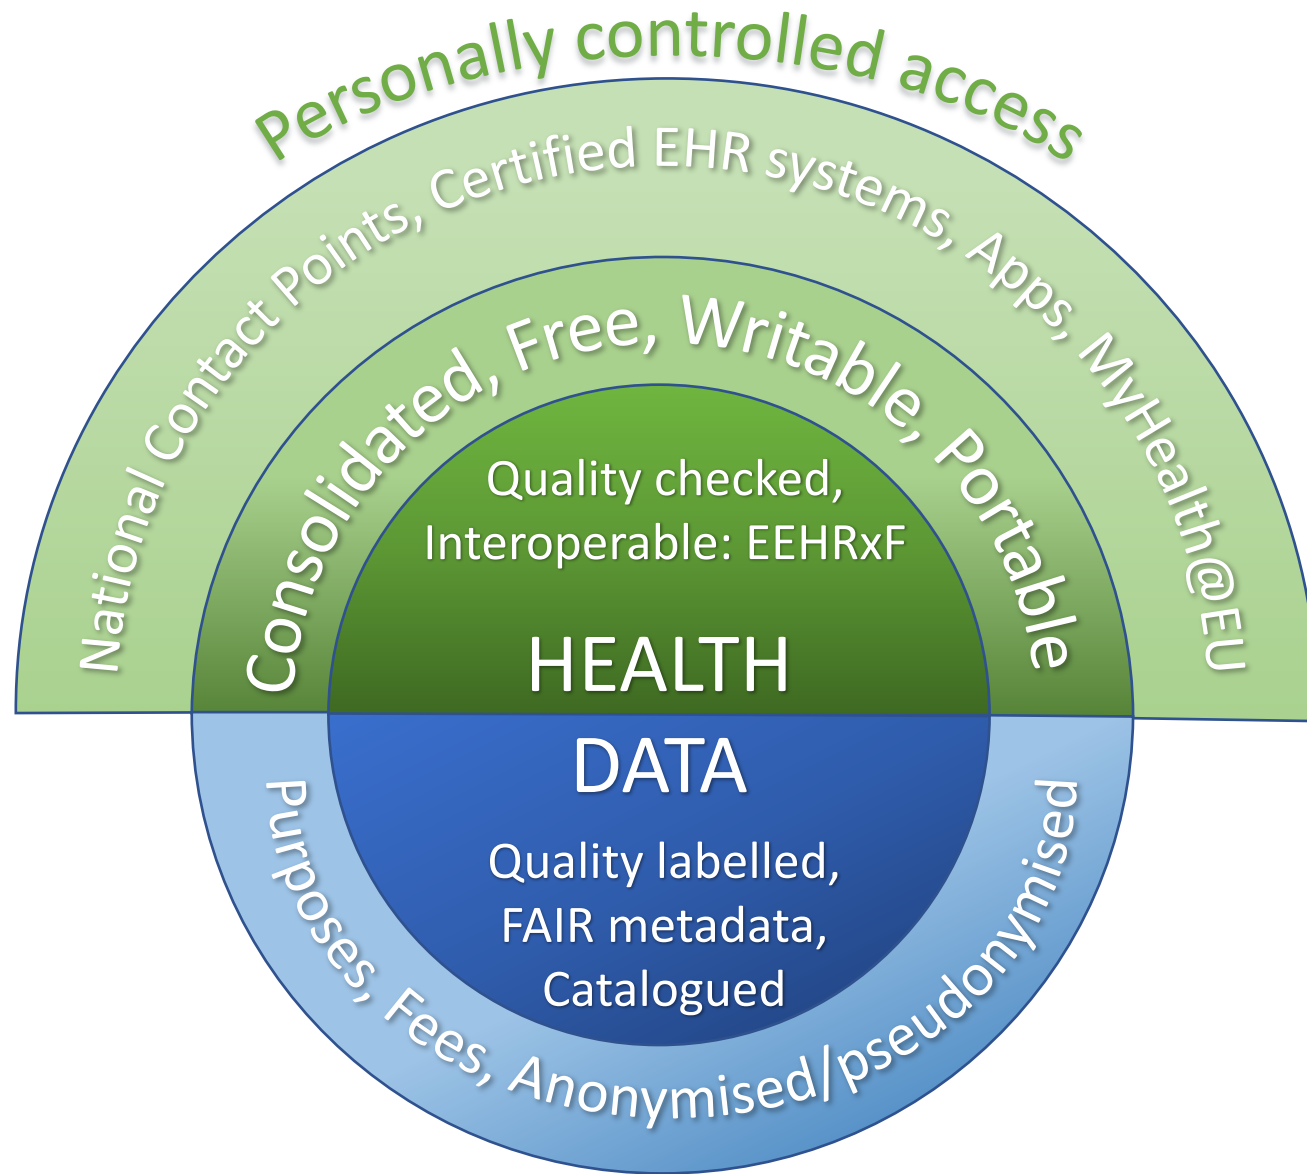 Personally controlled access
National Contact Points, Certified EHR systems, Apps, MyHealth@EU
Consolidated, Free, Writable, Portable
Quality checked,
Interoperable: EEHRxF
HEALTH
DATA
Quality labelled,
FAIR metadata,
Catalogued
Purposes, Fees, Anonymised/pseudonymised